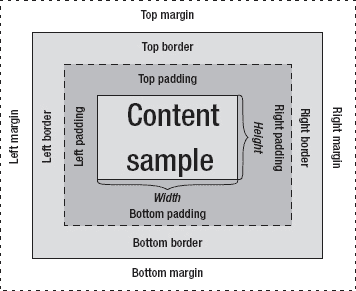 Top margin
Top border
Top padding
Left margin
Left border
Left padding
Content
sample
Height
Right padding
Right border
Right margin
Width
Bottom padding
Bottom border
Bottom margin